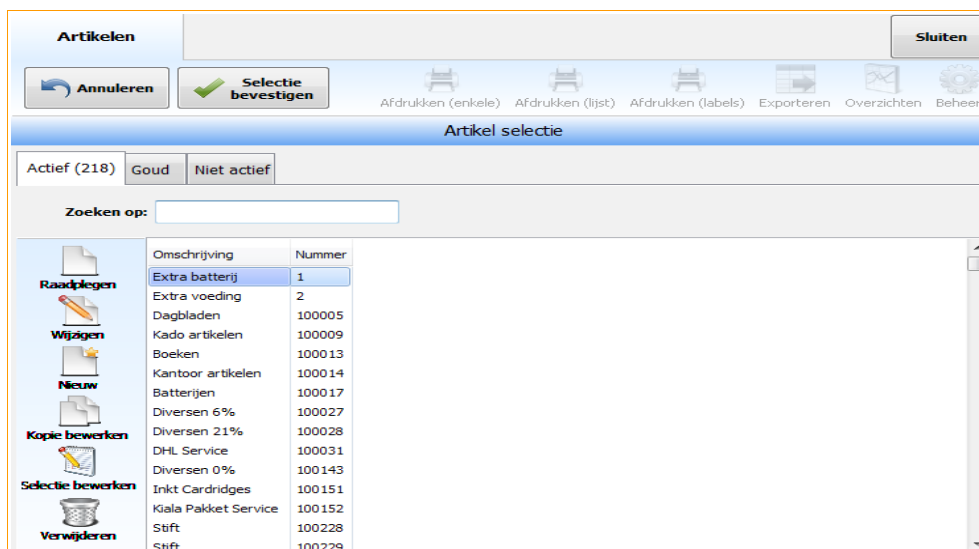 Artikelen
Sluiten
Annuleren
Selectie bevestigen
Afdrukken (enkele)
Afdrukken (lijst)
Afdrukken (labels)
Exporteren
Overzichten
Beheer
Artikel selectie
Actief (218)
Goud
Niet actief
Zoeken op:
Raadplegen
Wijzigen
Nieuw
Kopie bewerken
Selectie bewerken
Verwijderen
Omschrijving Nummer
Extra batterij 1
Extra voeding 2
Dagbladen 100005
Kado artikelen 100009
Boeken 100013
Kantoor artikelen 100014
Batterijen 100017
Diversen 6% 100027
Diversen 21% 100028
DHL Service 100031
Diversen 0% 100143
Inkt Cardridges 100151
Kiala Pakket Service 100152
Stift 100228
Stift 100229